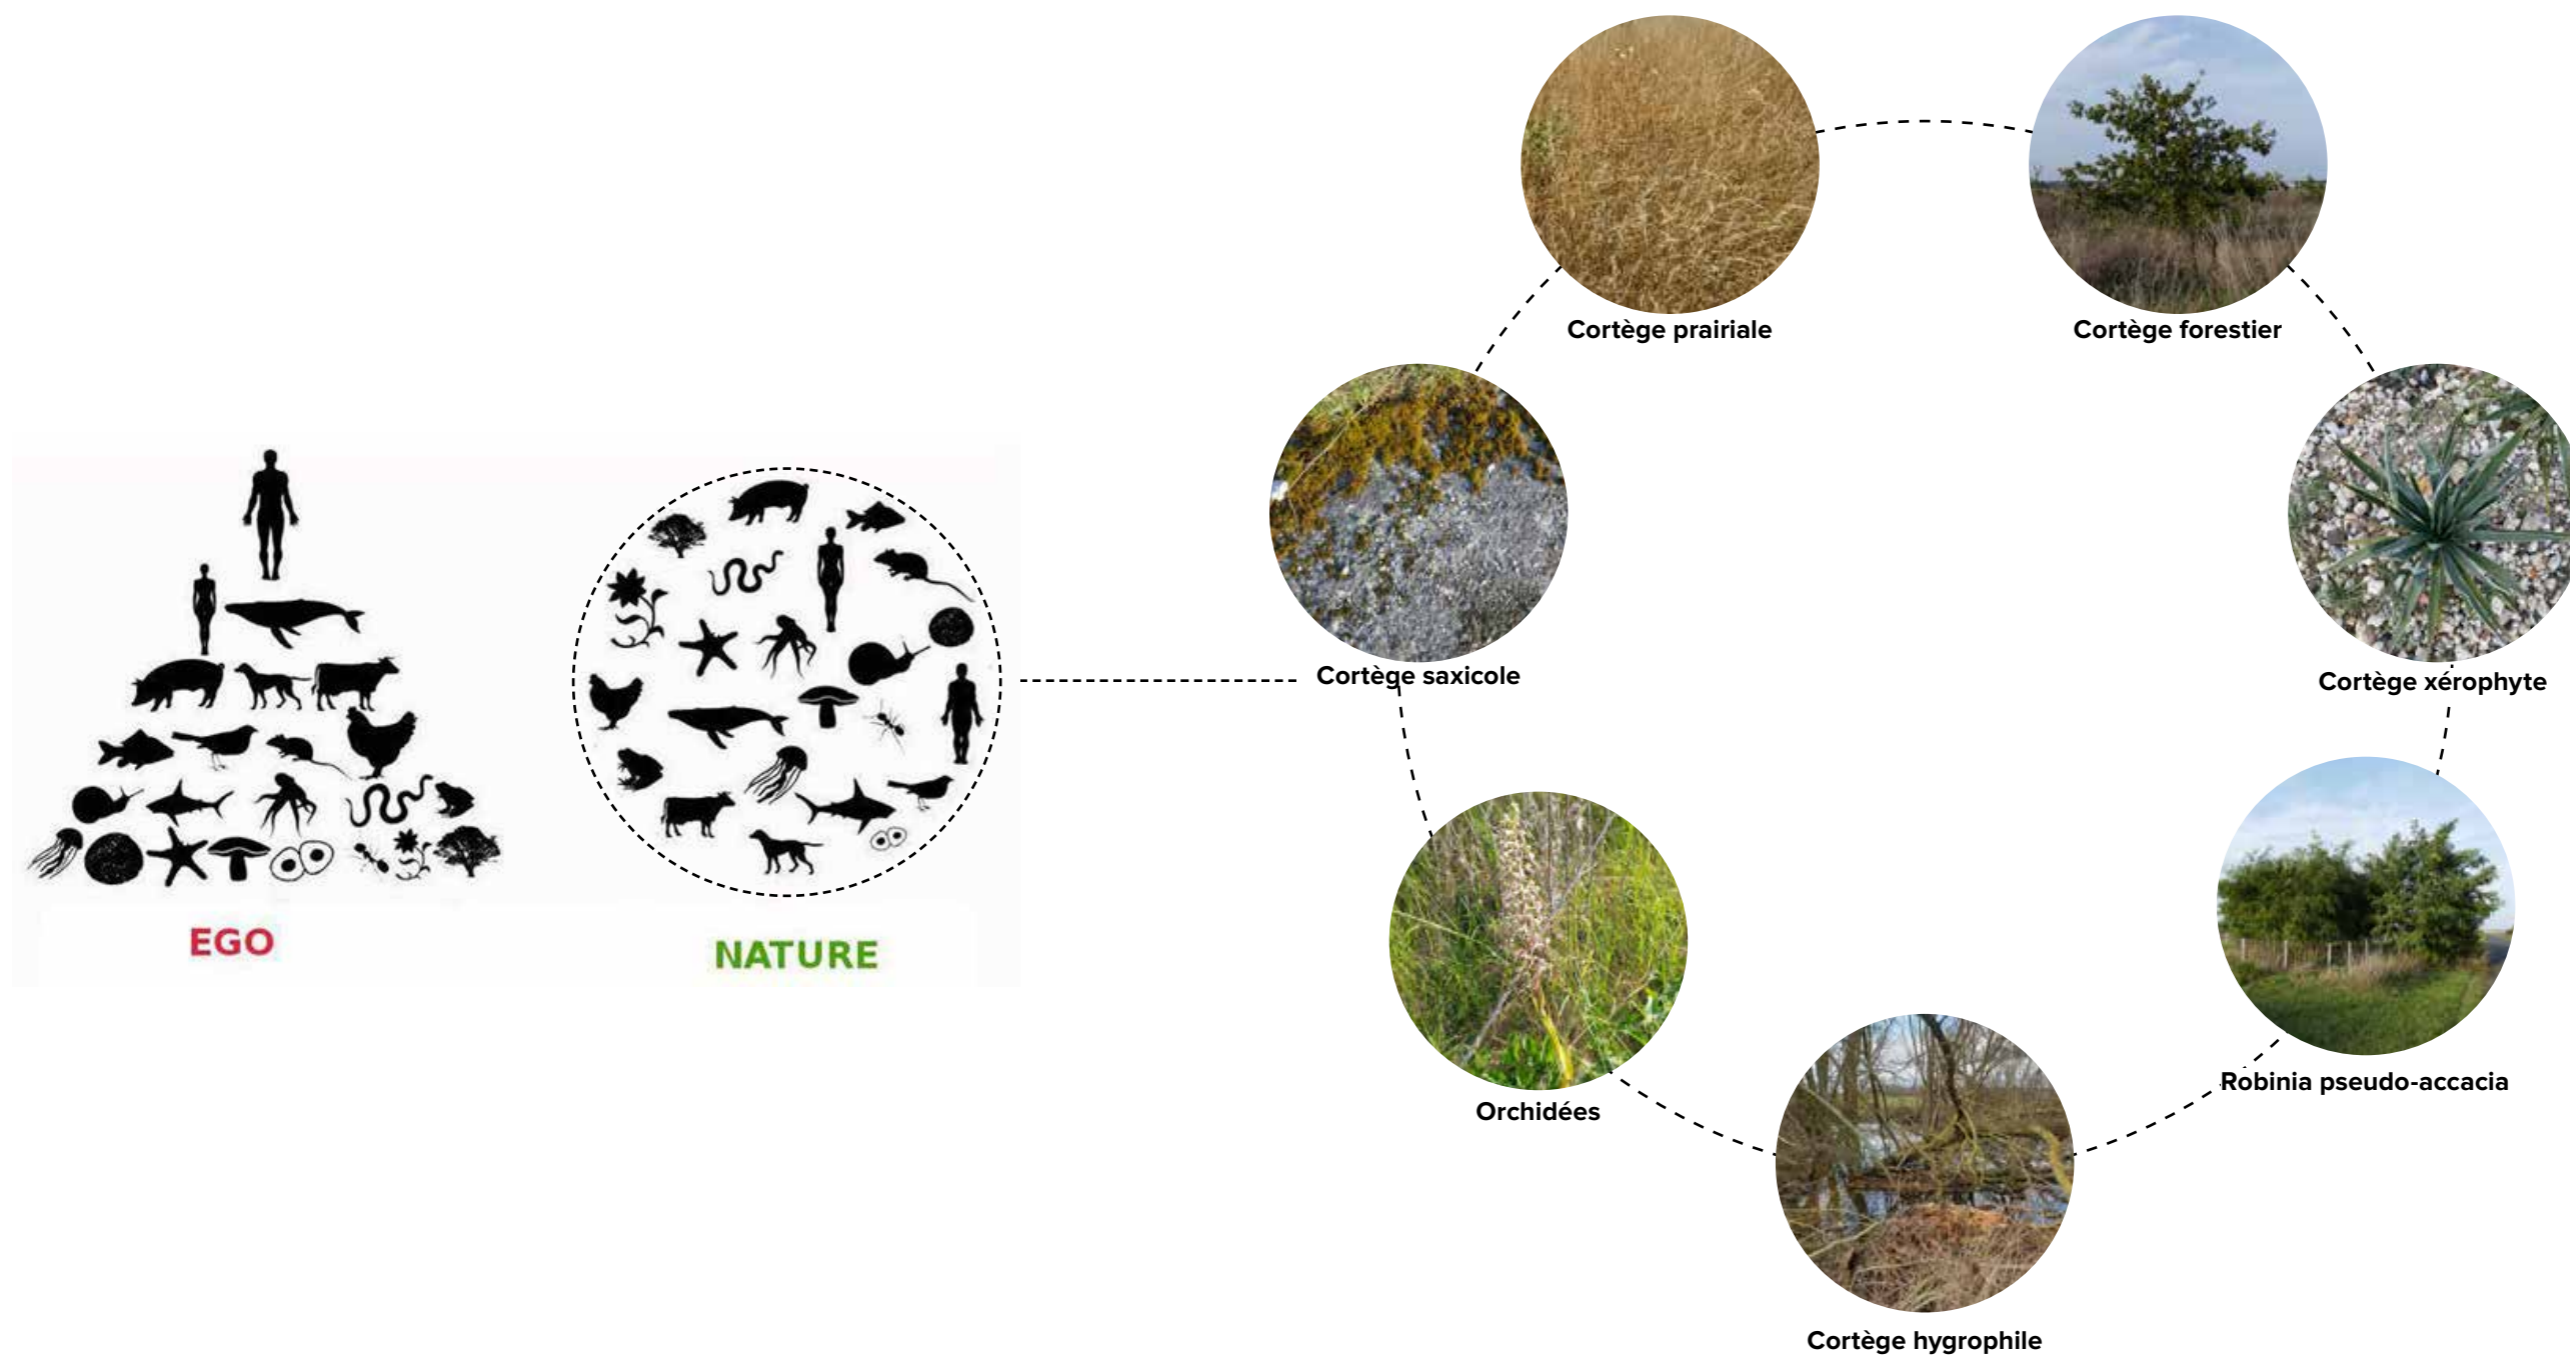 Cortège prairiale
Cortège forestier
Cortège saxicole
Cortège xérophyte
EGO
NATURE
Orchidées
Robinia pseudo-accacia
Cortège hygrophile